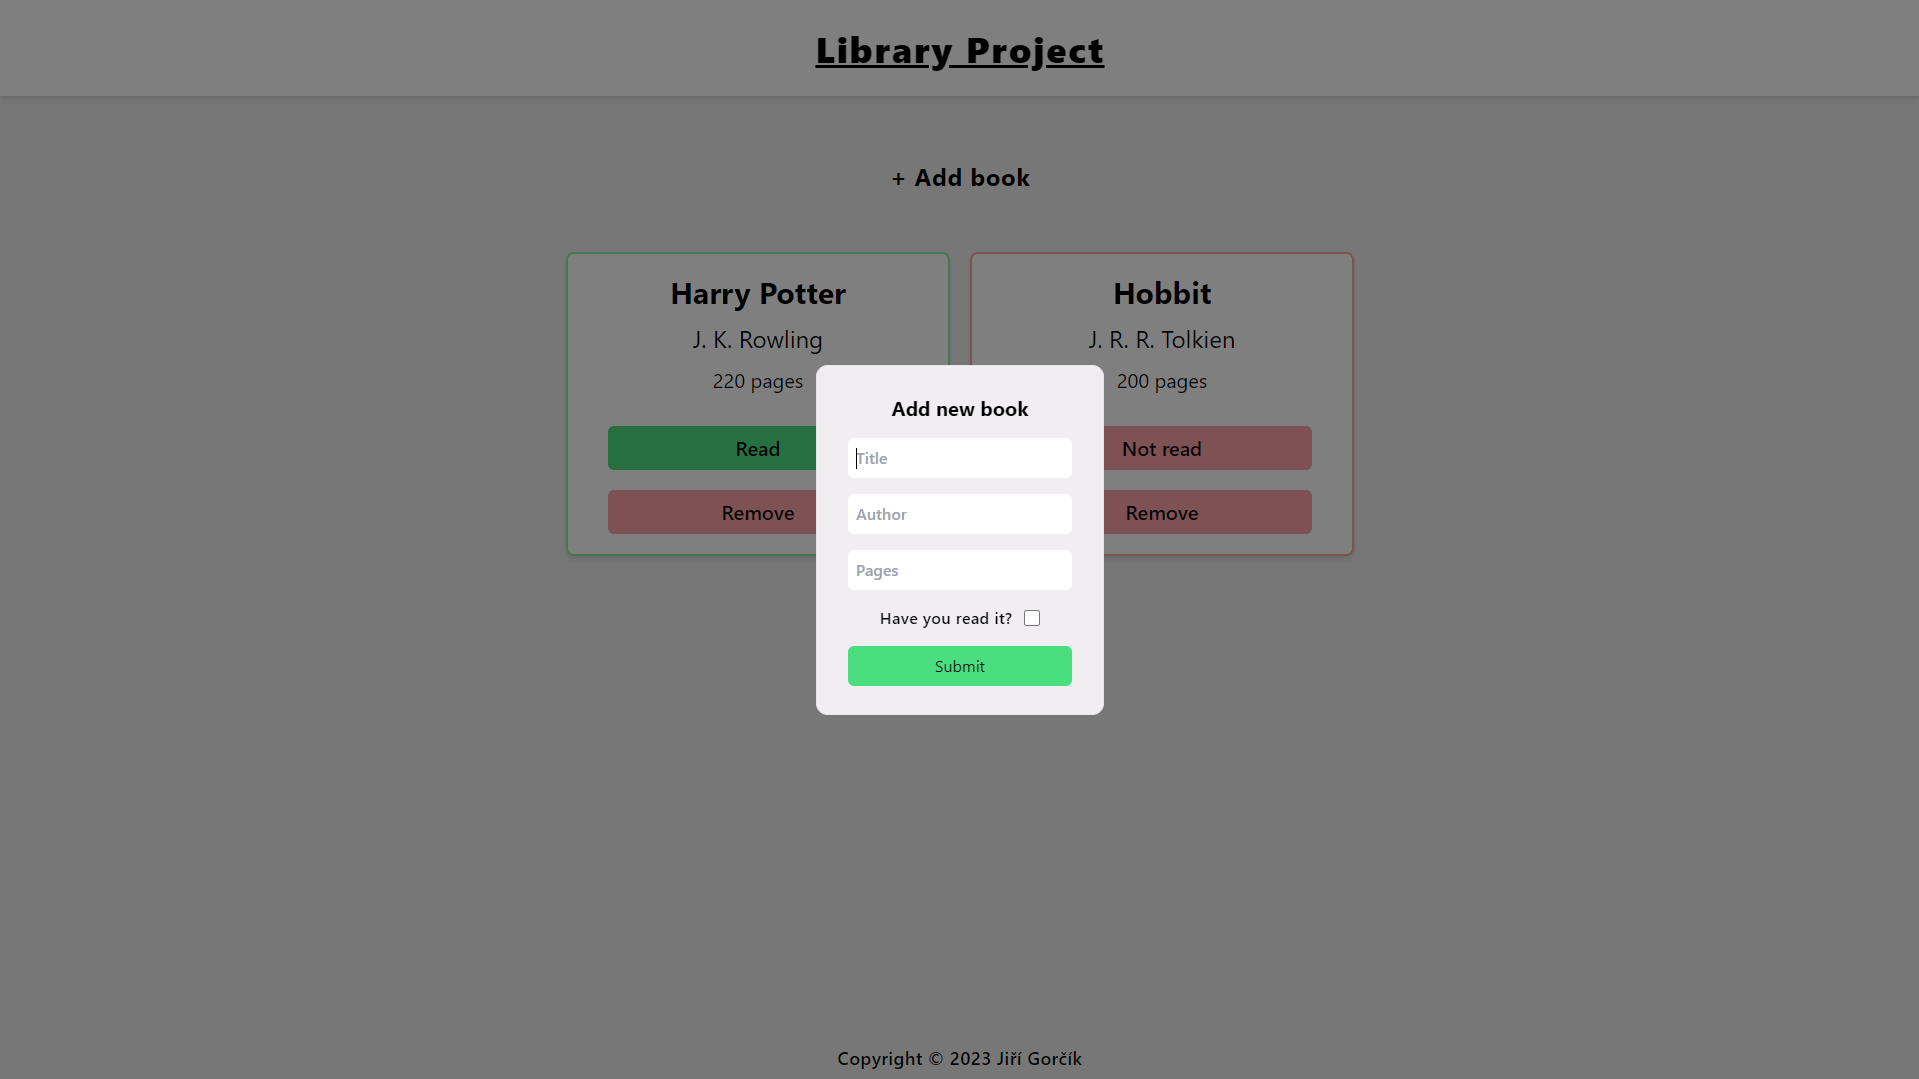 Library Project
+ Add book
Harry Potter
J. K. Rowling
220 pages
Read
Remove
Hobbit
J. R. R. Tolkien
200 pages
Not read
Remove
Add new book
Title
Author
Pages
Have you read it?
Submit
Copyright © 2023 Jiří Gorčík